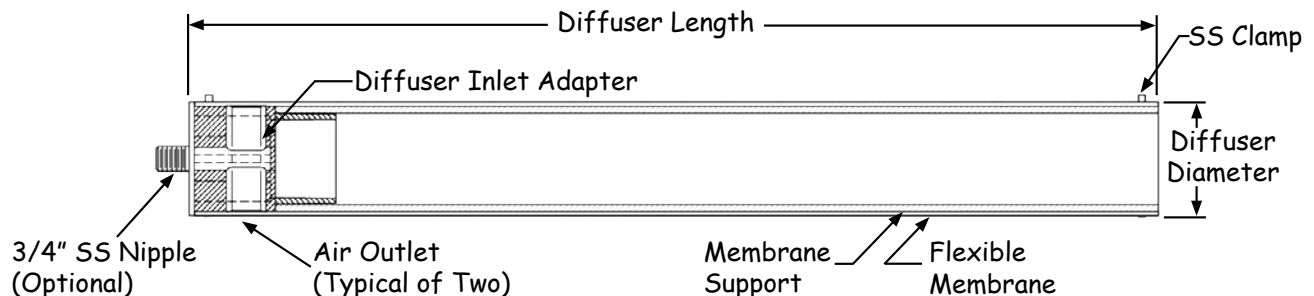 Diffuser Length
SS Clamp
Diffuser Inlet Adapter
Diffuser
Diameter
3/4" SS Nipple
(Optional)
Air Outlet
(Typical of Two)
Membrane
Support
Flexible
Membrane